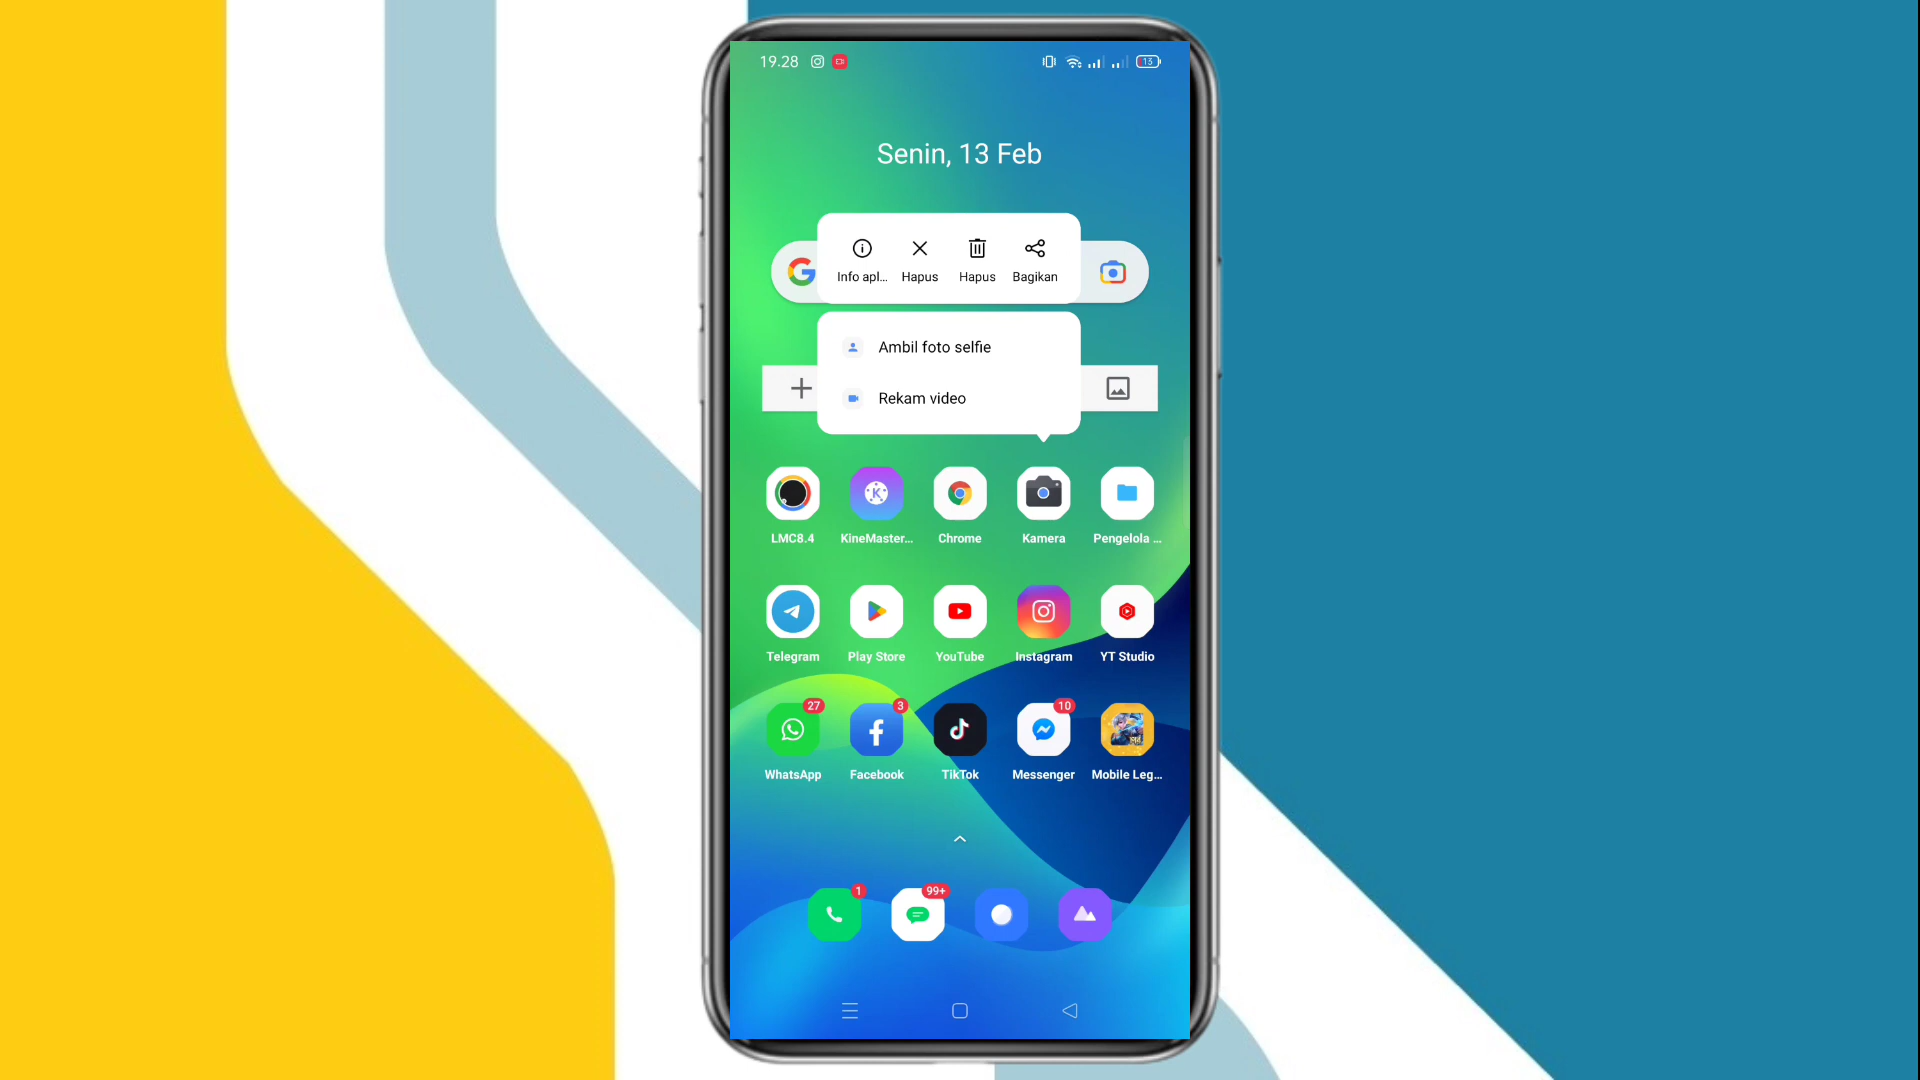 19.28
13
Senin, 13 Feb
Info apl... Hapus Hapus Bagikan
Ambil foto selfie
Rekam video
LMC8.4 KineMaster... Chrome Kamera Pengelola ...
Telegram Play Store YouTube Instagram YT Studio
27 3 10
WhatsApp Facebook TikTok Messenger Mobile Leg...
1 99+